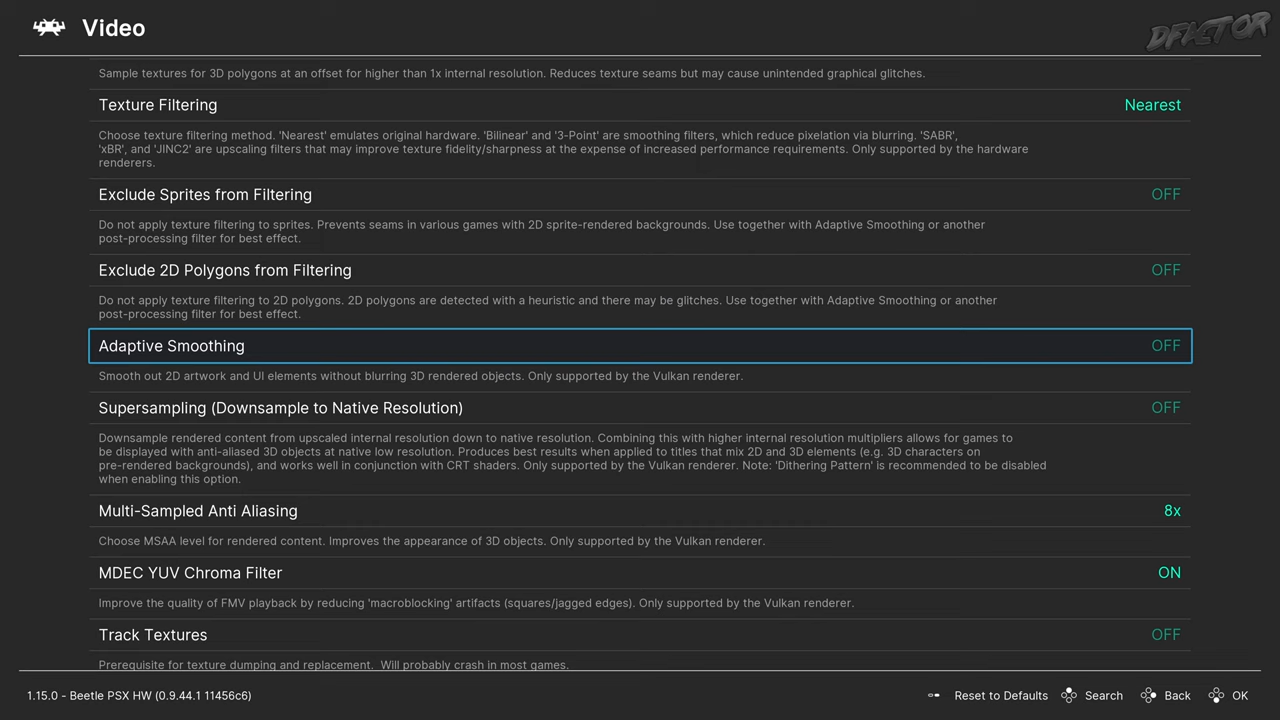 Video
DFACTOR
Sample textures for 3D polygons at an offset for higher than 1x internal resolution. Reduces texture seams but may cause unintended graphical glitches.
Texture Filtering Nearest
Choose texture filtering method. 'Nearest' emulates original hardware. 'Bilinear' and '3-Point' are smoothing filters, which reduce pixelation via blurring. 'SABR',
'xBR', and 'JINC2' are upscaling filters that may improve texture fidelity/sharpness at the expense of increased performance requirements. Only supported by the hardware
renderers.
Exclude Sprites from Filtering OFF
Do not apply texture filtering to sprites. Prevents seams in various games with 2D sprite-rendered backgrounds. Use together with Adaptive Smoothing or another
post-processing filter for best effect.
Exclude 2D Polygons from Filtering OFF
Do not apply texture filtering to 2D polygons. 2D polygons are detected with a heuristic and there may be glitches. Use together with Adaptive Smoothing or another
post-processing filter for best effect.
Adaptive Smoothing OFF
Smooth out 2D artwork and UI elements without blurring 3D rendered objects. Only supported by the Vulkan renderer.
Supersampling (Downsample to Native Resolution) OFF
Downsample rendered content from upscaled internal resolution down to native resolution. Combining this with higher internal resolution multipliers allows for games to
be displayed with anti-aliased 3D objects at native low resolution. Produces best results when applied to titles that mix 2D and 3D elements (e.g. 3D characters on
pre-rendered backgrounds), and works well in conjunction with CRT shaders. Only supported by the Vulkan renderer. Note: 'Dithering Pattern' is recommended to be disabled
when enabling this option.
Multi-Sampled Anti Aliasing 8x
Choose MSAA level for rendered content. Improves the appearance of 3D objects. Only supported by the Vulkan renderer.
MDEC YUV Chroma Filter ON
Improve the quality of FMV playback by reducing 'macroblocking' artifacts (squares/jagged edges). Only supported by the Vulkan renderer.
Track Textures OFF
Prerequisite for texture dumping and replacement. Will probably crash in most games.
1.15.0 - Beetle PSX HW (0.9.44.1 11456c6) Reset to Defaults Search Back OK